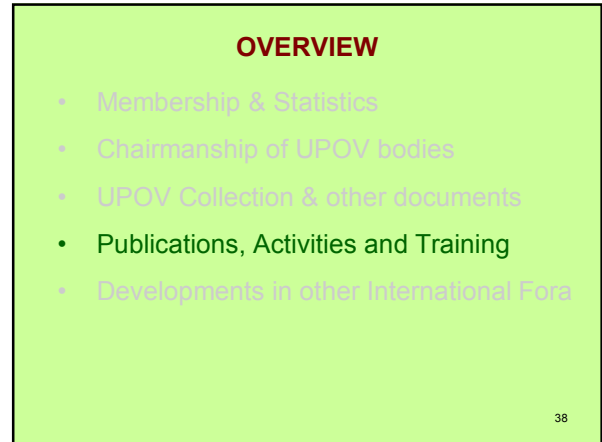 OVERVIEW
• Membership & Statistics
• Chairmanship of UPOV bodies
• UPOV Collection & other documents
• Publications, Activities and Training
• Developments in other International Fora
38